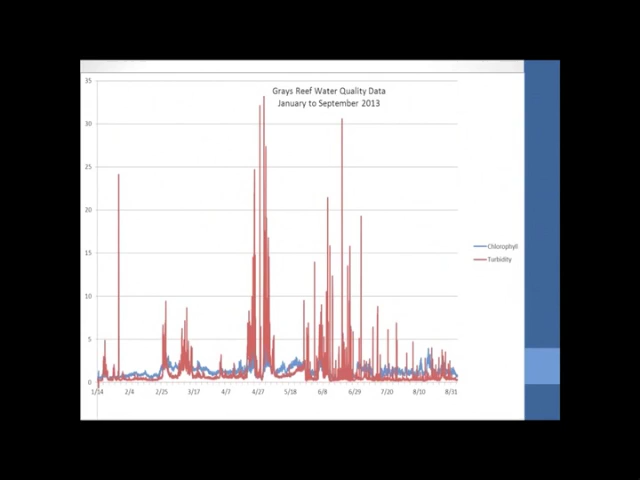 Grays Reef Water Quality Data
January to September 2013
35
30
25
20
15
10
5
0
1/14 2/4 2/25 3/17 4/7 4/27 5/18 6/8 6/29 7/20 8/10 8/31
Chlorophyll
Turbidity